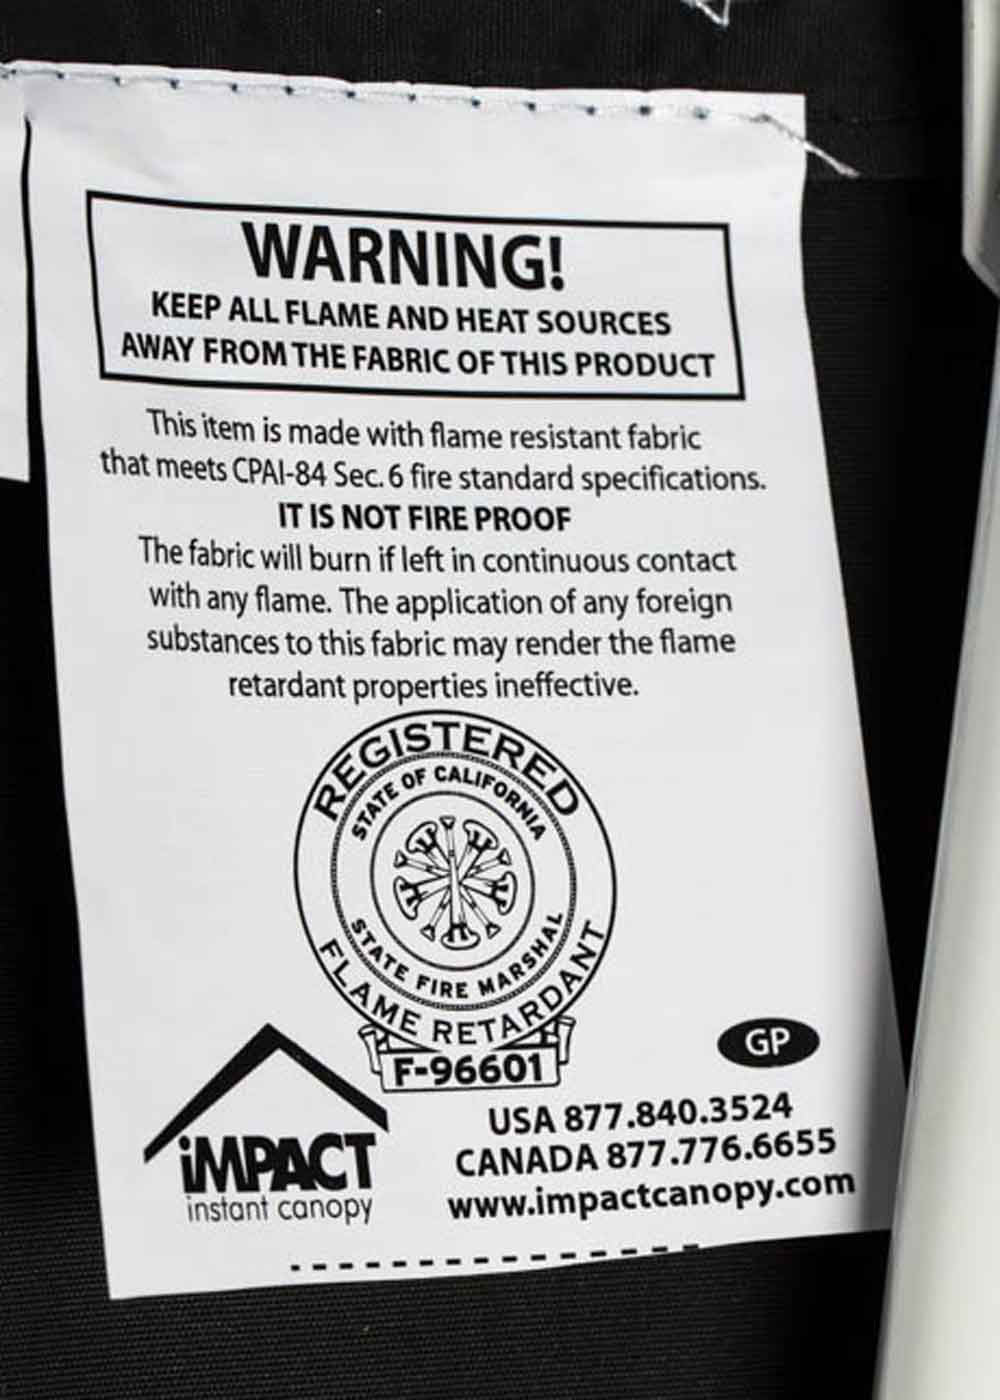 WARNING!
KEEP ALL FLAME AND HEAT SOURCES
AWAY FROM THE FABRIC OF THIS PRODUCT
This item is made with flame resistant fabric
that meets CPAI-84 Sec. 6 fire standard specifications.
IT IS NOT FIRE PROOF
The fabric will burn if left in continuous contact
with any flame. The application of any foreign
substances to this fabric may render the flame
retardant properties ineffective.
REGISTERED
STATE OF CALIFORNIA
STATE FIRE MARSHAL
FLAME RETARDANT
F-96601
GP
iMPACT
instant canopy
USA 877.840.3524
CANADA 877.776.6655
www.impactcanopy.com